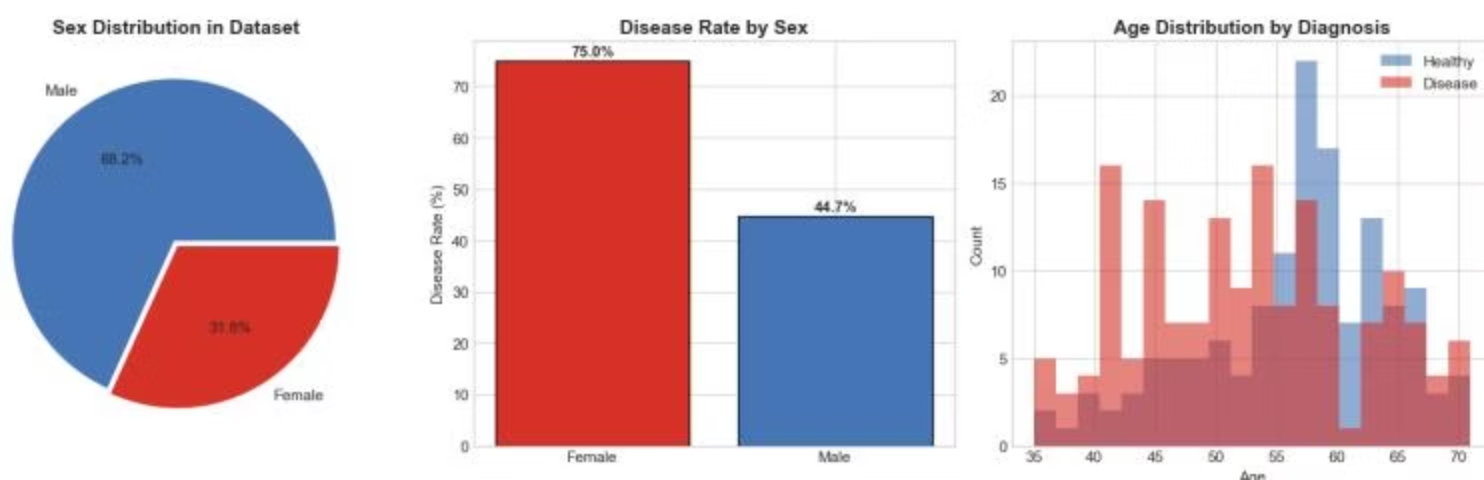 Sex Distribution in Dataset
Male
68.2%
31.8%
Female
Disease Rate by Sex
75.0%
44.7%
Disease Rate (%)
70
60
50
40
30
20
10
0
Female Male
Age Distribution by Diagnosis
Healthy
Disease
Count
20
15
10
5
0
35 40 45 50 55 60 65 70
Age